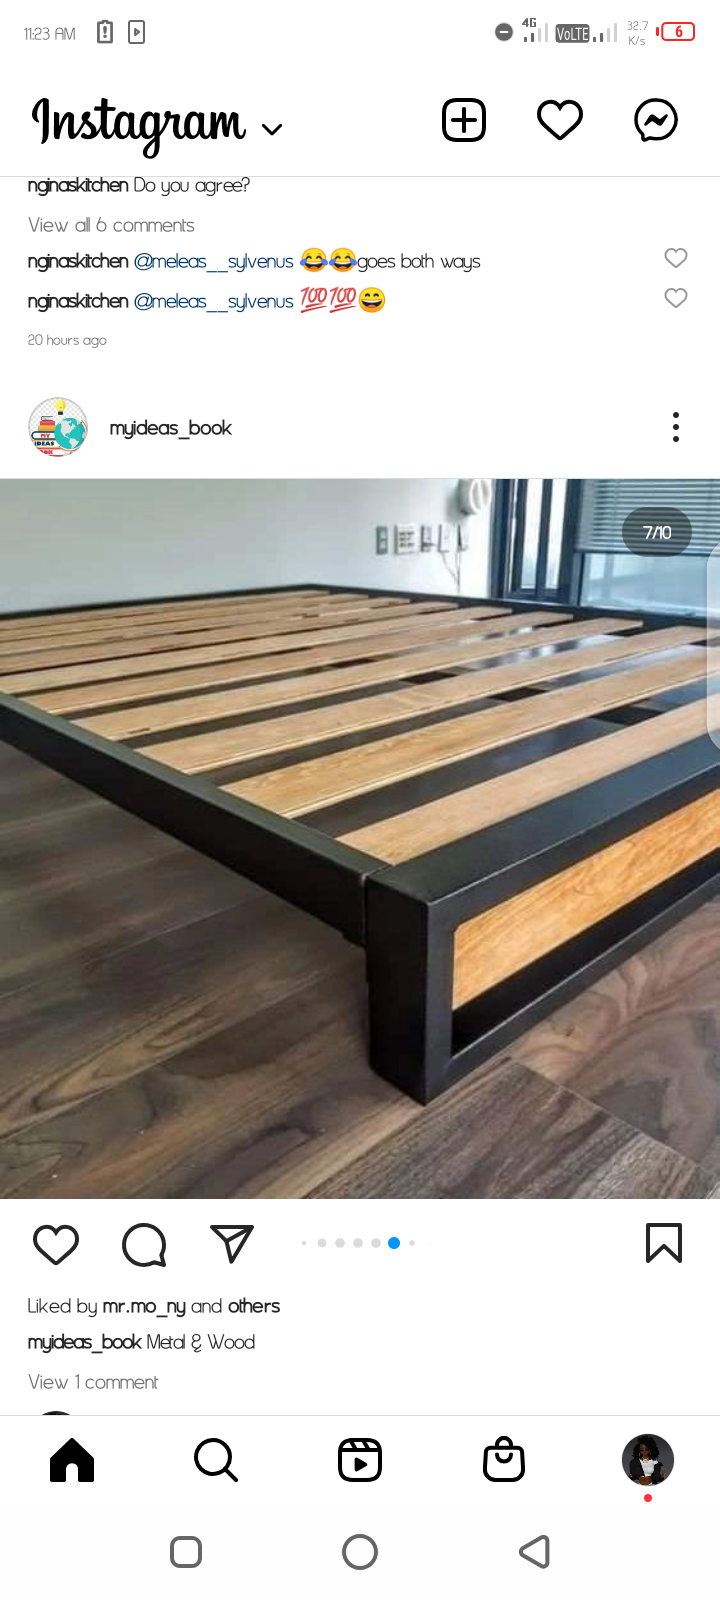 11:23 AM 4G VoLTE 32.7 K/s 6
Instagram
nginaskitchen Do you agree?
View all 6 comments
nginaskitchen @meleas__sylvenus 😂😂goes both ways
nginaskitchen @meleas__sylvenus 💯💯😄
20 hours ago
MY IDEAS
myideas_book
7/10
Liked by mr.mo_ny and others
myideas_book Metal & Wood
View 1 comment